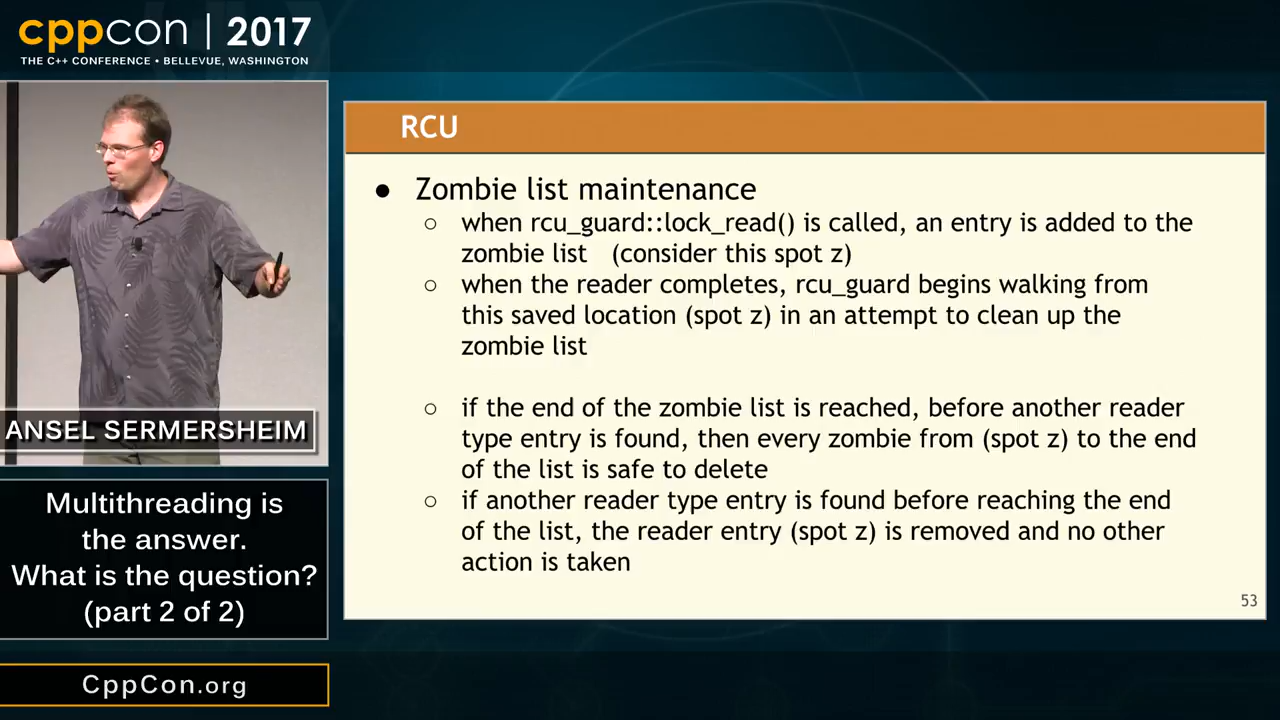 cppcon | 2017
THE C++ CONFERENCE • BELLEVUE, WASHINGTON
ANSEL SERMERSHEIM
Multithreading is
the answer.
What is the question?
(part 2 of 2)
CppCon.org
RCU
● Zombie list maintenance
○ when rcu_guard::lock_read() is called, an entry is added to the
zombie list (consider this spot z)
○ when the reader completes, rcu_guard begins walking from
this saved location (spot z) in an attempt to clean up the
zombie list
○ if the end of the zombie list is reached, before another reader
type entry is found, then every zombie from (spot z) to the end
of the list is safe to delete
○ if another reader type entry is found before reaching the end
of the list, the reader entry (spot z) is removed and no other
action is taken
53